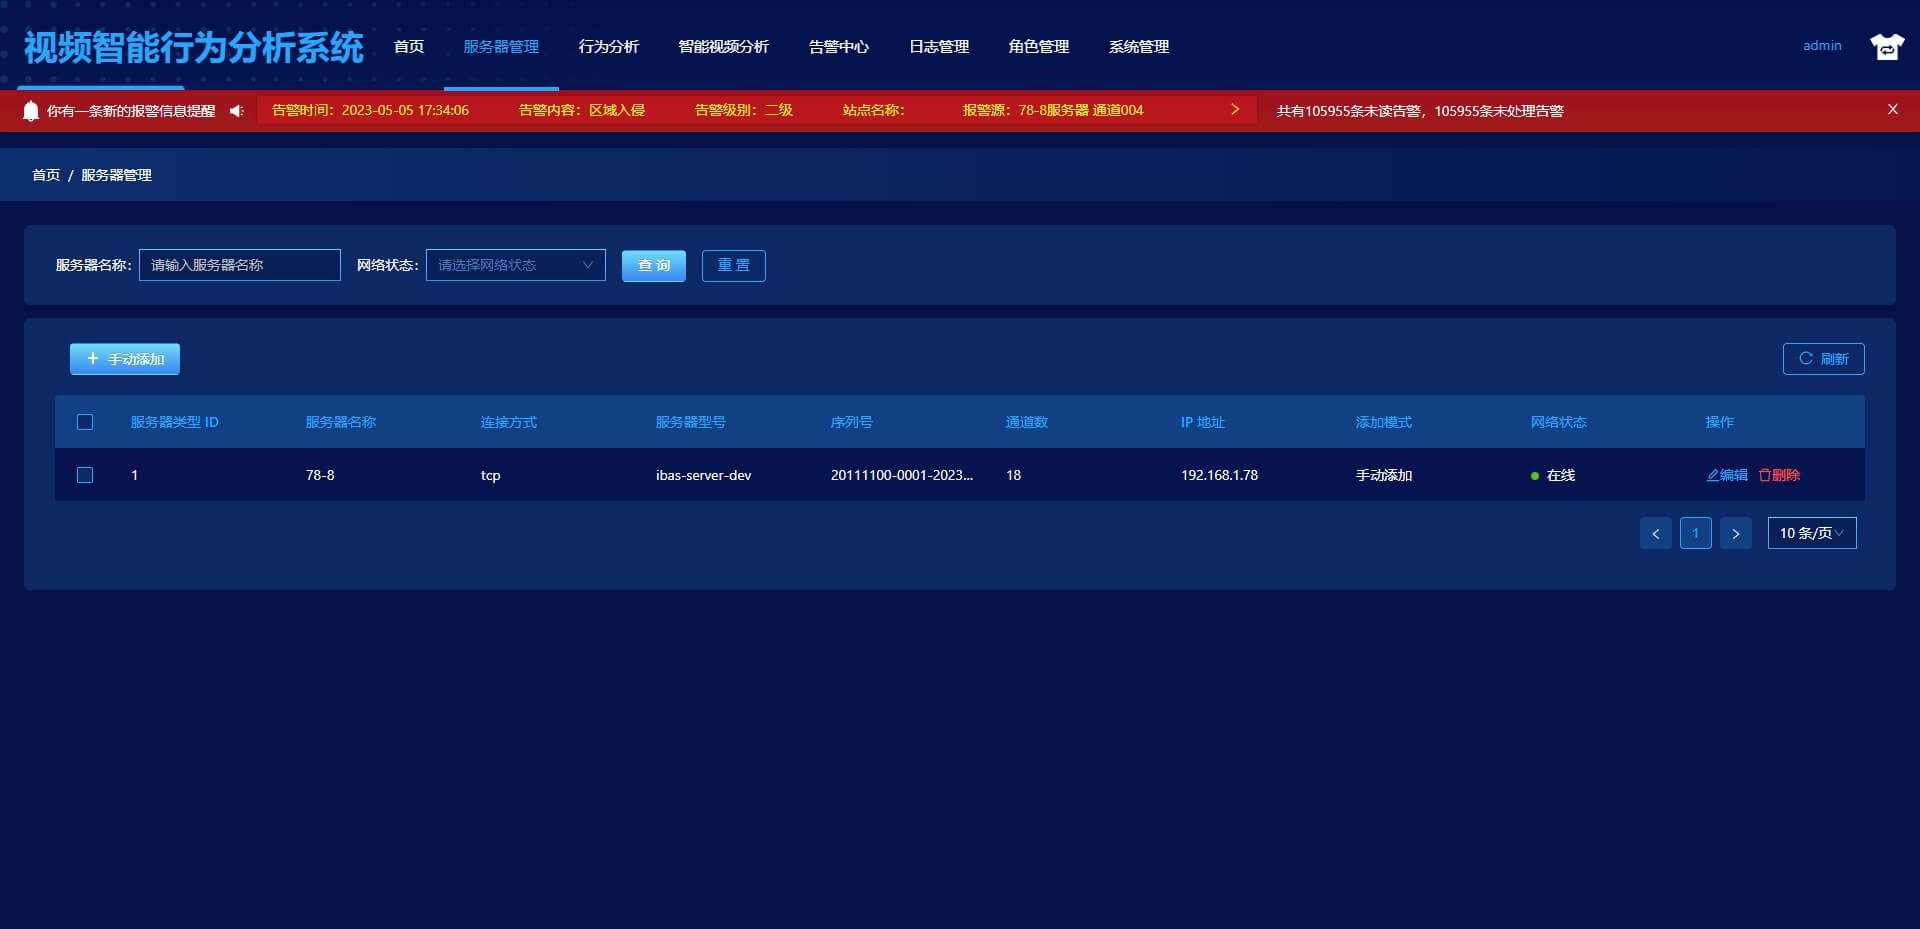 视频智能行为分析系统 首页 服务器管理 行为分析 智能视频分析 告警中心 日志管理 角色管理 系统管理 admin
你有一条新的报警信息提醒 告警时间：2023-05-05 17:34:06 告警内容：区域入侵 告警级别：二级 站点名称： 报警源：78-8服务器 通道004 共有105955条未读告警，105955条未处理告警
首页 / 服务器管理
服务器名称： 请输入服务器名称 网络状态： 请选择网络状态 查 询 重 置
手动添加 刷新
服务器类型 ID 服务器名称 连接方式 服务器型号 序列号 通道数 IP 地址 添加模式 网络状态 操作
1 78-8 tcp ibas-server-dev 20111100-0001-2023... 18 192.168.1.78 手动添加 在线 编辑 删除
< 1 > 10 条/页